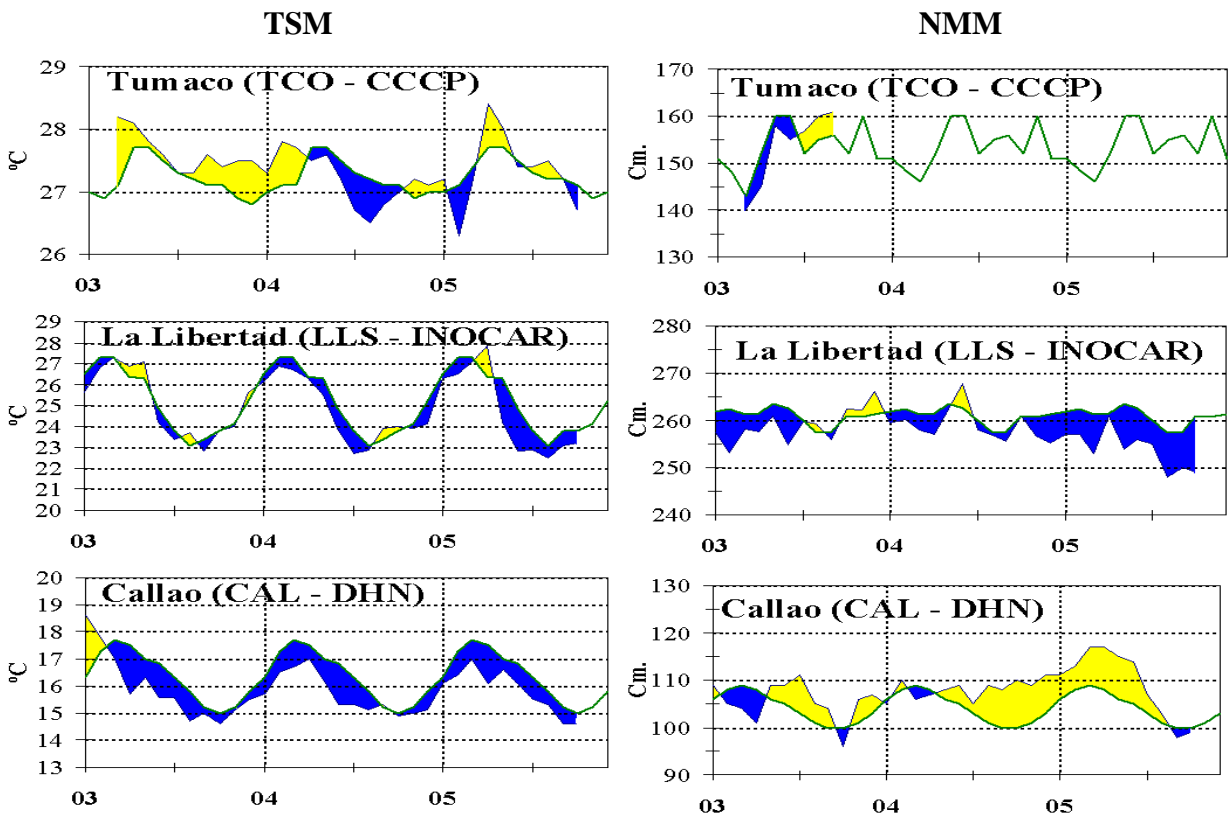 TSM NMM
Tumaco (TCO - CCCP)
29
28
27
26
ºC
03 04 05
Tumaco (TCO - CCCP)
170
160
150
140
130
Cm.
03 04 05
La Libertad (LLS - INOCAR)
29
28
27
26
25
24
23
22
21
20
ºC
03 04 05
La Libertad (LLS - INOCAR)
280
270
260
250
240
Cm.
03 04 05
Callao (CAL - DHN)
20
19
18
17
16
15
14
13
ºC
03 04 05
Callao (CAL - DHN)
130
120
110
100
90
Cm.
03 04 05